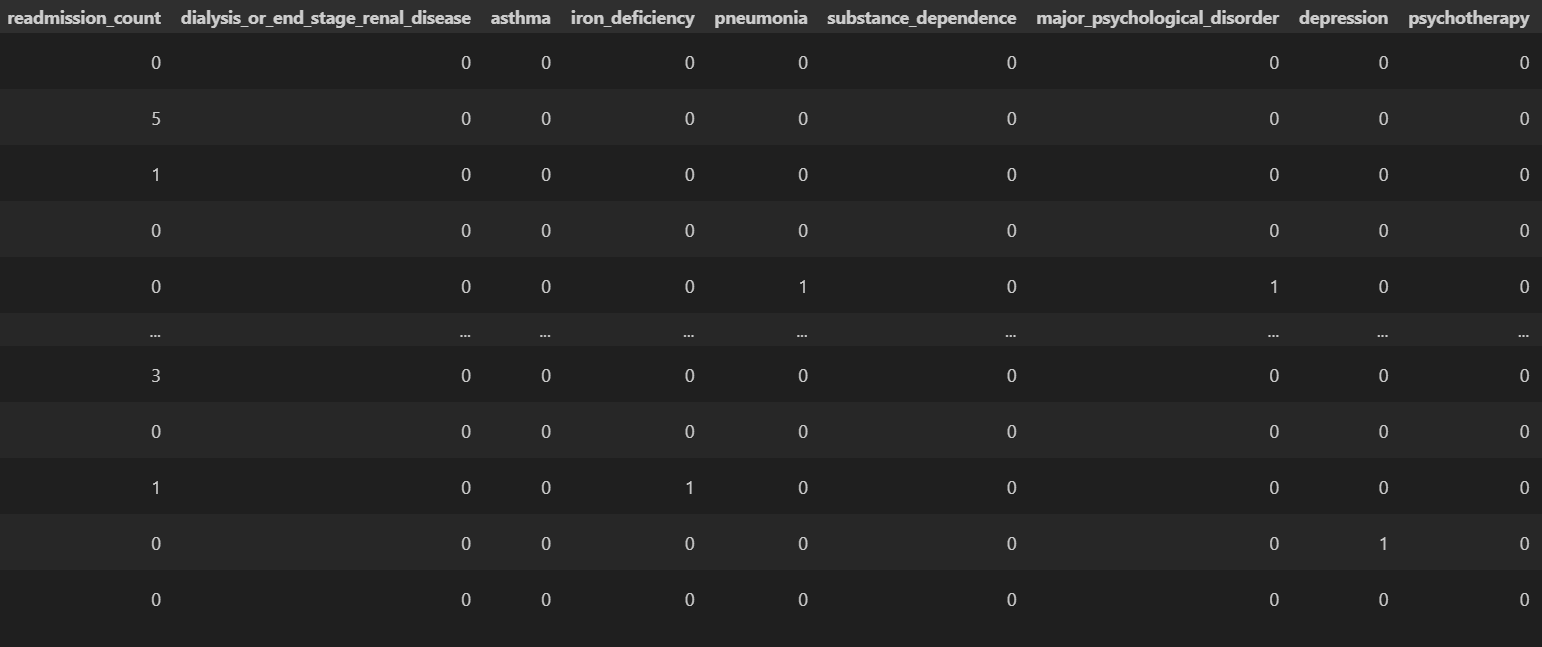 readmission_count dialysis_or_end_stage_renal_disease asthma iron_deficiency pneumonia substance_dependence major_psychological_disorder depression psychotherapy
0 0 0 0 0 0 0 0 0
5 0 0 0 0 0 0 0 0
1 0 0 0 0 0 0 0 0
0 0 0 0 0 0 0 0 0
0 0 0 0 1 0 1 0 0
... ... ... ... ... ... ... ... ...
3 0 0 0 0 0 0 0 0
0 0 0 0 0 0 0 0 0
1 0 0 1 0 0 0 0 0
0 0 0 0 0 0 0 1 0
0 0 0 0 0 0 0 0 0